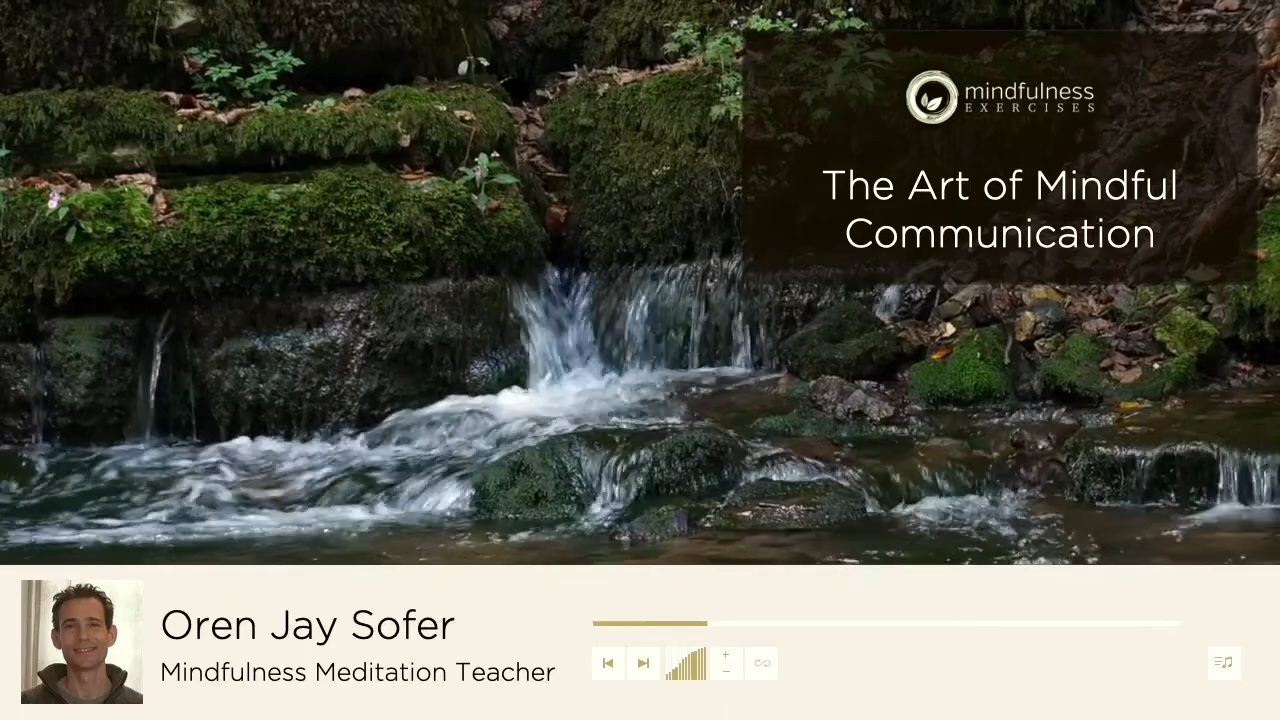 mindfulness
EXERCISES
The Art of Mindful
Communication
Oren Jay Sofer
Mindfulness Meditation Teacher